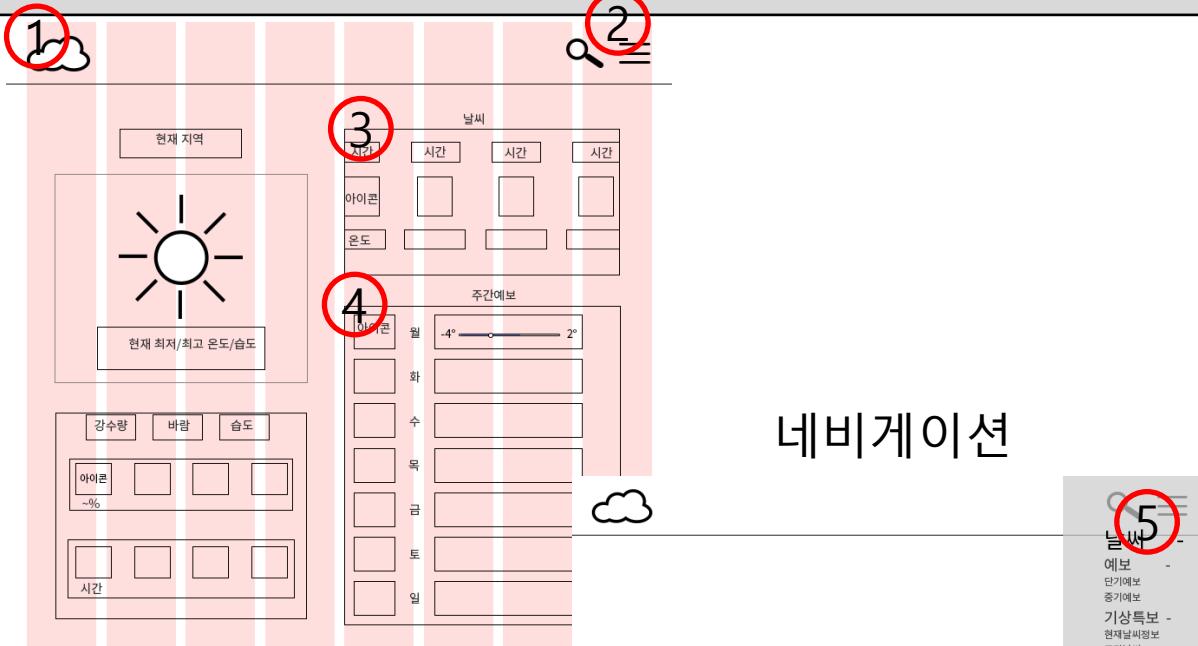 1
2
3
날씨
현재 지역
시간 시간 시간 시간
아이콘
온도
현재 최저/최고 온도/습도
4
주간예보
아이콘 월 -4° 2°
화
수
목
금
토
일
강수량 바람 습도
아이콘
~%
시간
네비게이션
5
날씨 -
예보 -
단기예보
중기예보
기상특보 -
현재날씨정보